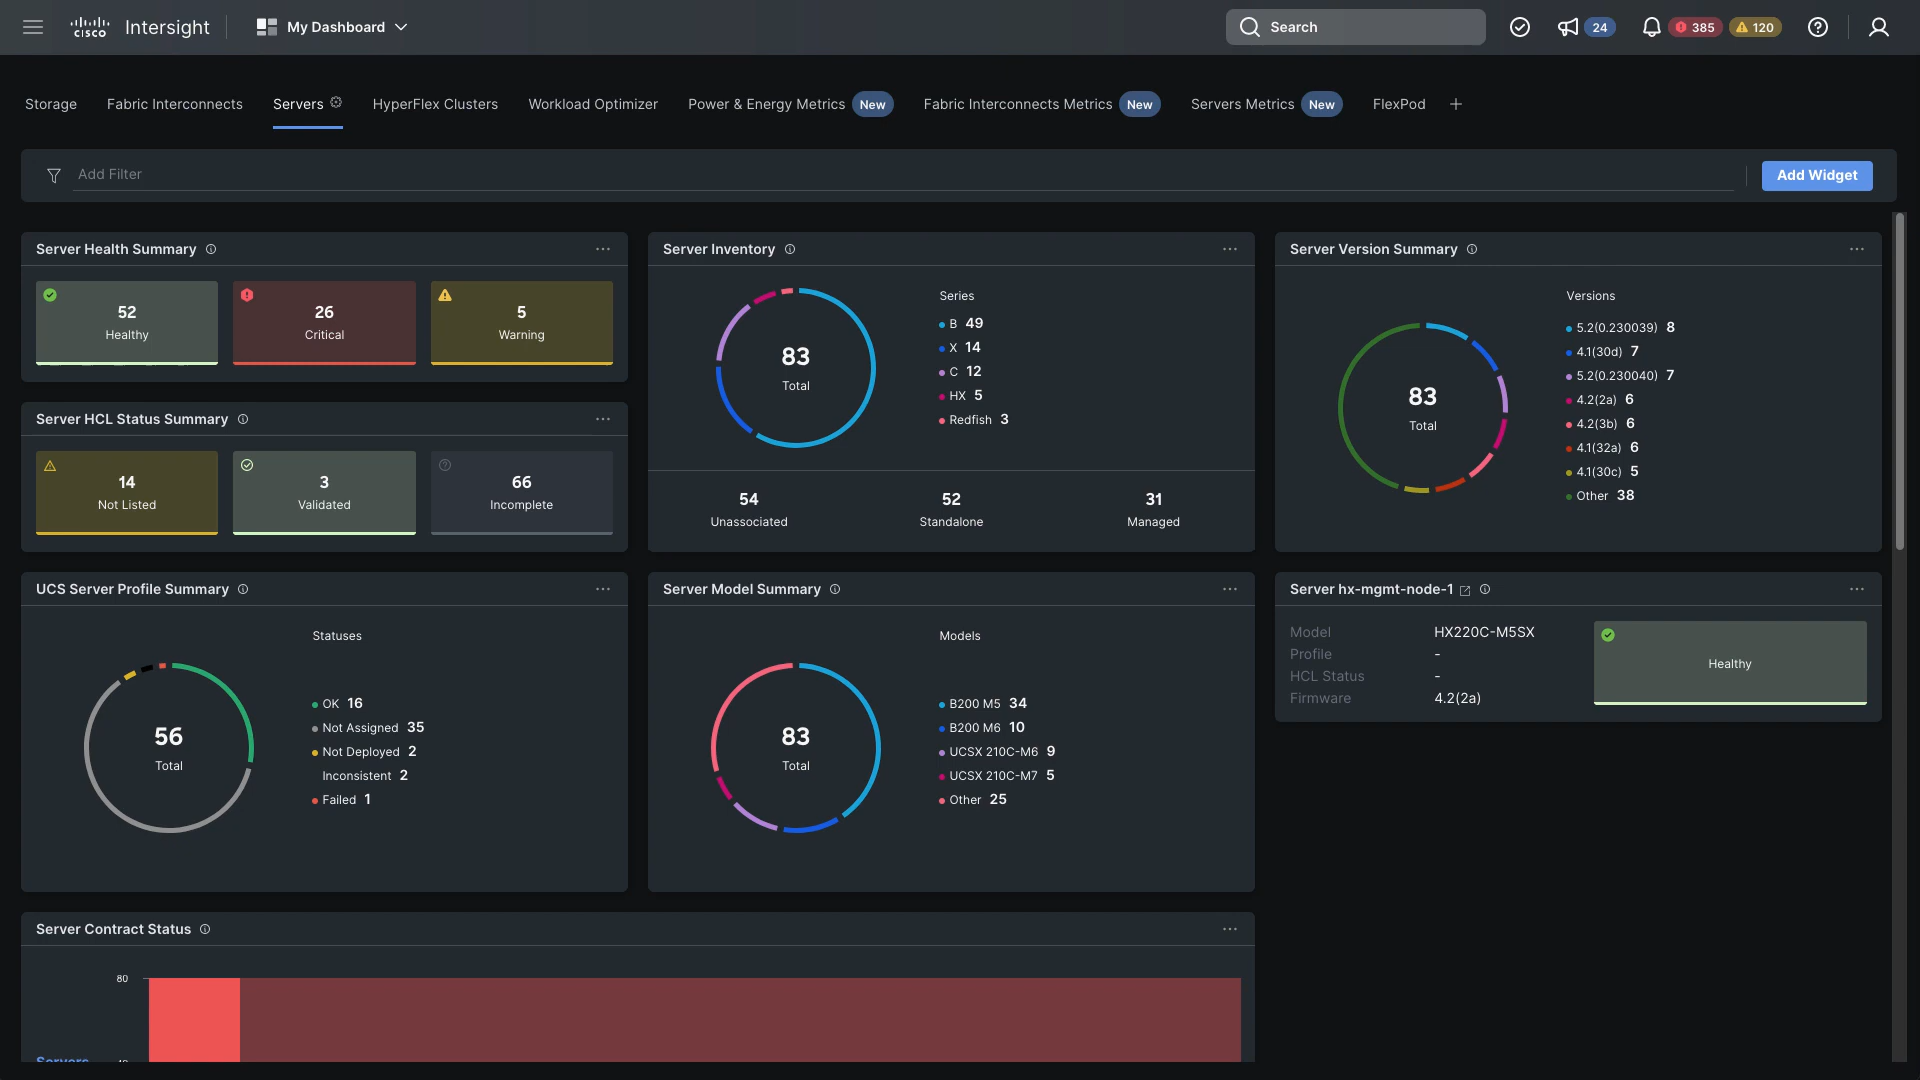 cisco
Intersight
My Dashboard
Search
24
385
120
Storage
Fabric Interconnects
Servers
HyperFlex Clusters
Workload Optimizer
Power & Energy Metrics New
Fabric Interconnects Metrics New
Servers Metrics New
FlexPod
Add Filter
Add Widget
Server Health Summary
52
Healthy
26
Critical
5
Warning
Server HCL Status Summary
14
Not Listed
3
Validated
66
Incomplete
Server Inventory
83
Total
Series
B 49
X 14
C 12
HX 5
Redfish 3
54
Unassociated
52
Standalone
31
Managed
Server Version Summary
83
Total
Versions
5.2(0.230039) 8
4.1(30d) 7
5.2(0.230040) 7
4.2(2a) 6
4.2(3b) 6
4.1(32a) 6
4.1(30c) 5
Other 38
UCS Server Profile Summary
56
Total
Statuses
OK 16
Not Assigned 35
Not Deployed 2
Inconsistent 2
Failed 1
Server Model Summary
83
Total
Models
B200 M5 34
B200 M6 10
UCSX 210C-M6 9
UCSX 210C-M7 5
Other 25
Server hx-mgmt-node-1
Model HX220C-M5SX
Profile -
HCL Status -
Firmware 4.2(2a)
Healthy
Server Contract Status
80
Servers